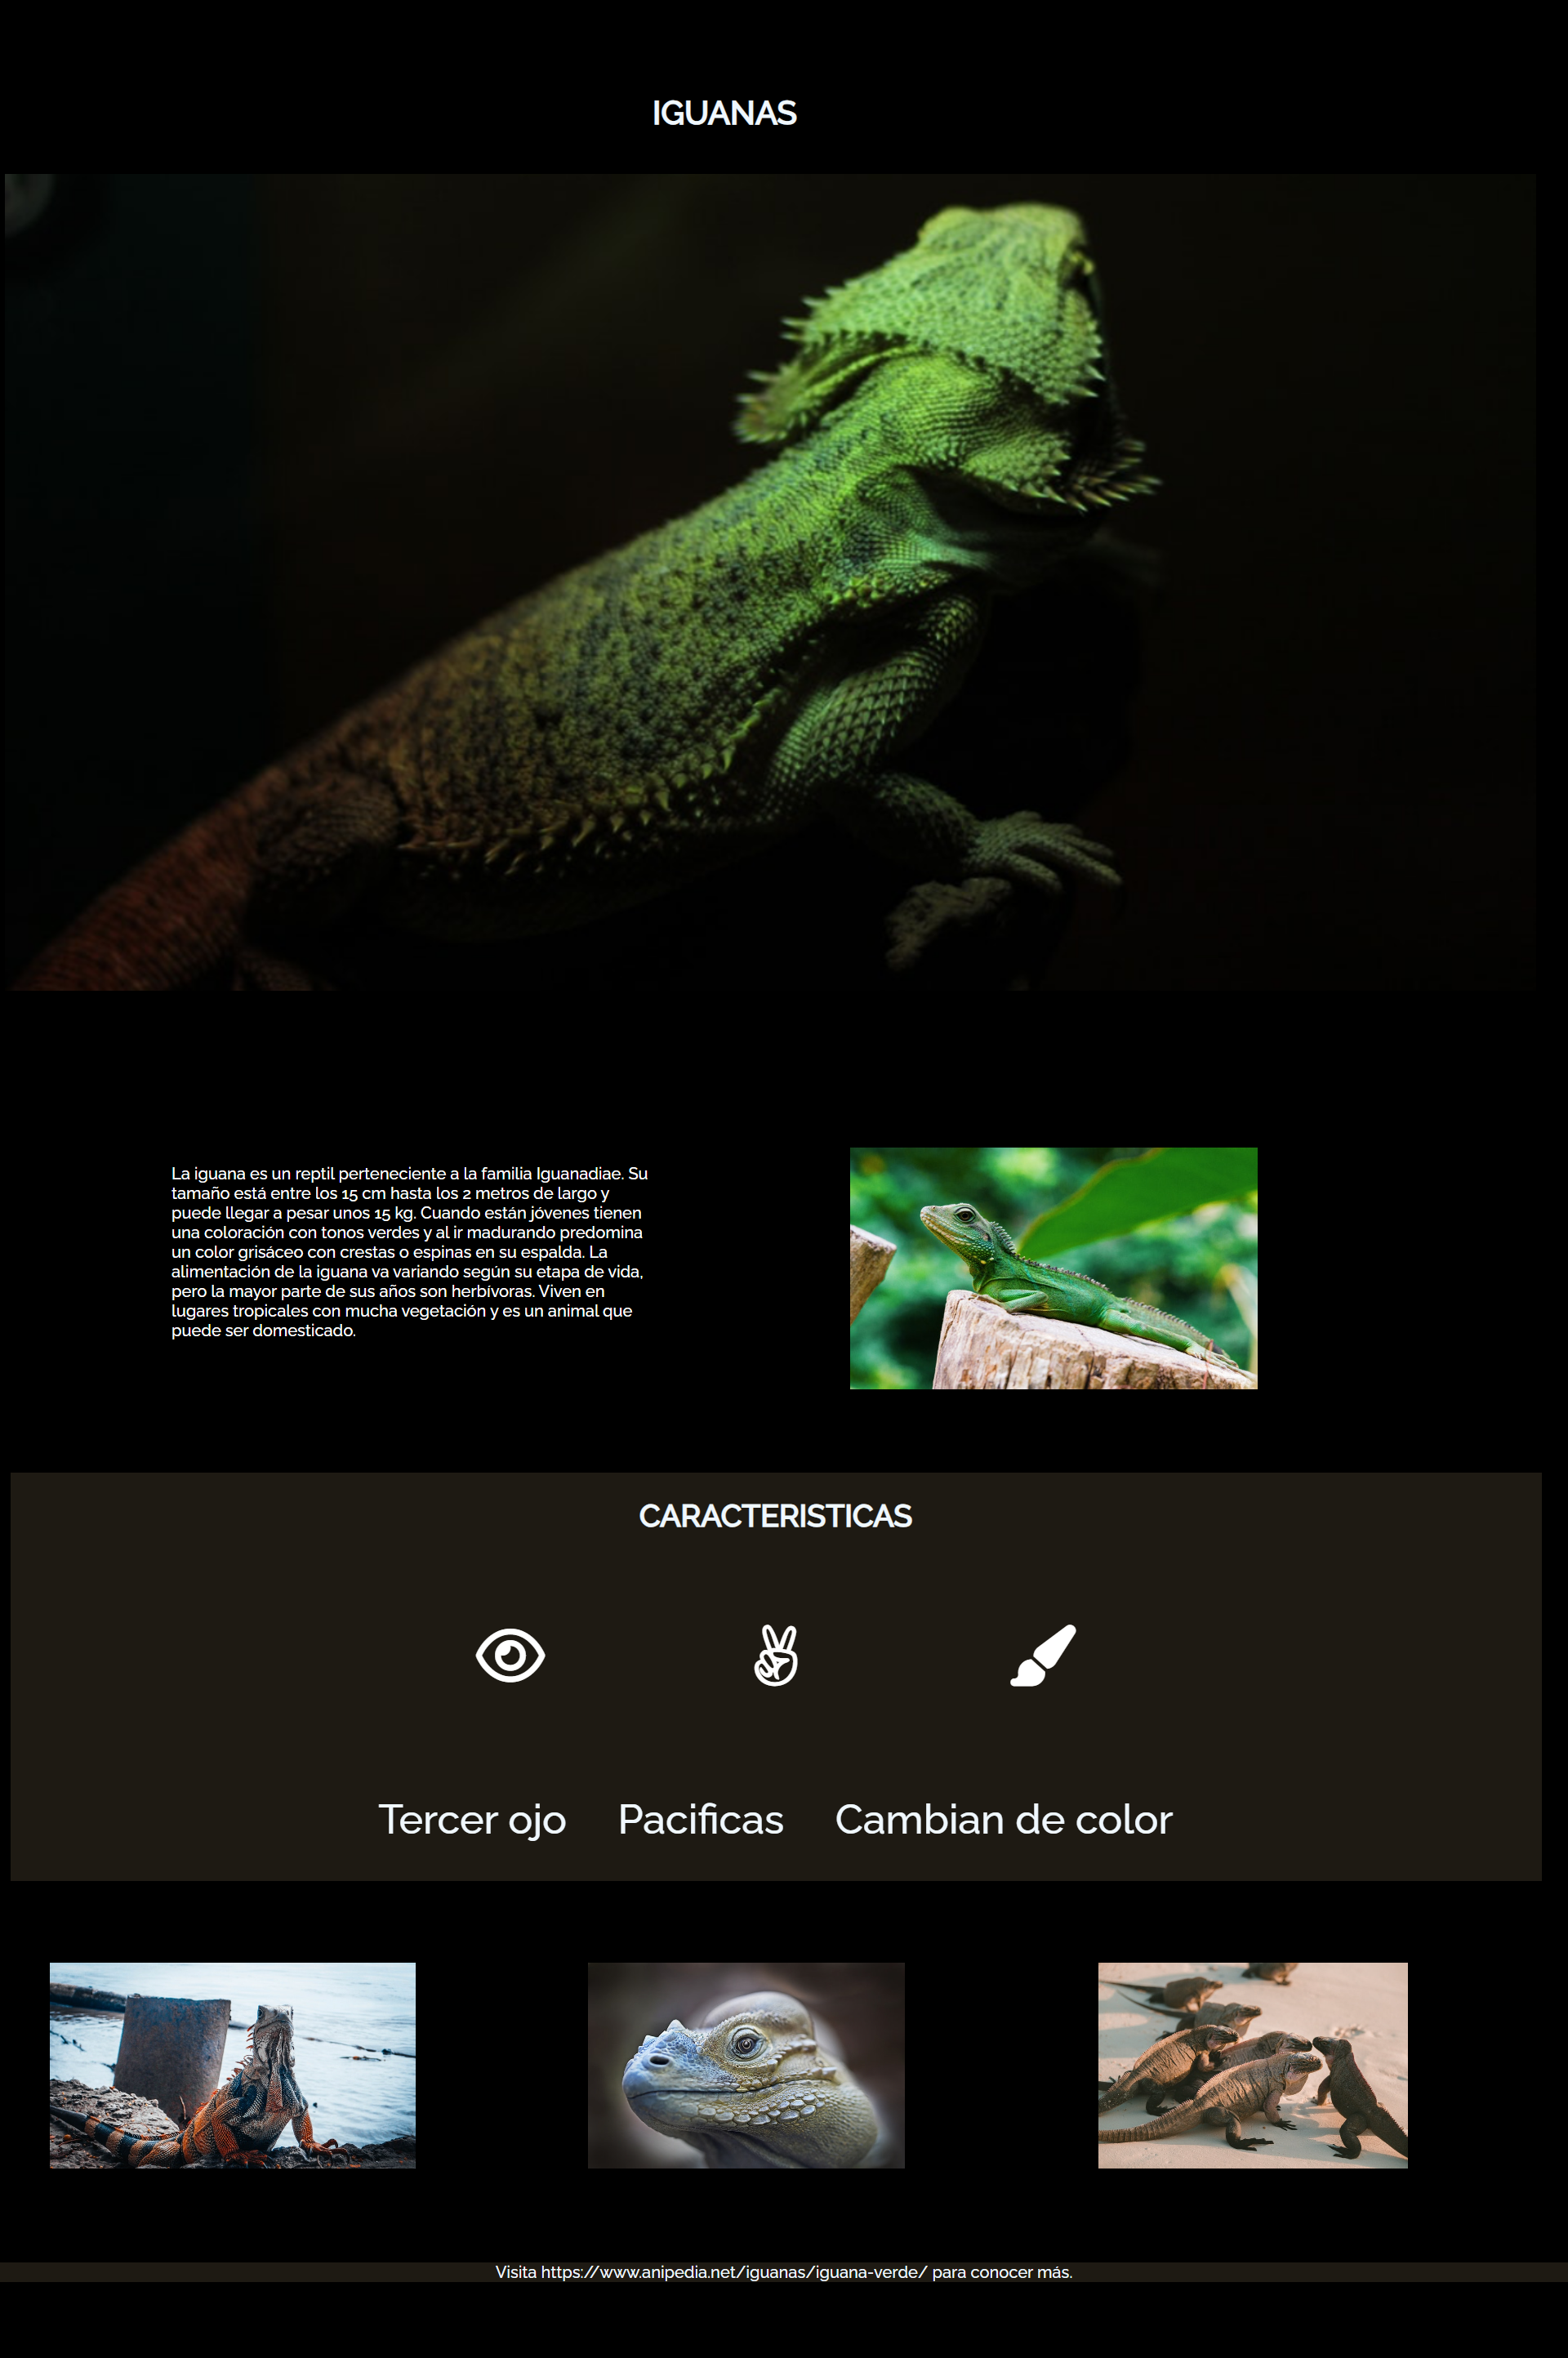 IGUANAS
La iguana es un reptil perteneciente a la familia Iguanadiae. Su
tamaño está entre los 15 cm hasta los 2 metros de largo y
puede llegar a pesar unos 15 kg. Cuando están jóvenes tienen
una coloración con tonos verdes y al ir madurando predomina
un color grisáceo con crestas o espinas en su espalda. La
alimentación de la iguana va variando según su etapa de vida,
pero la mayor parte de sus años son herbívoras. Viven en
lugares tropicales con mucha vegetación y es un animal que
puede ser domesticado.
CARACTERISTICAS
Tercer ojo Pacificas Cambian de color
Visita https://www.anipedia.net/iguanas/iguana-verde/ para conocer más.